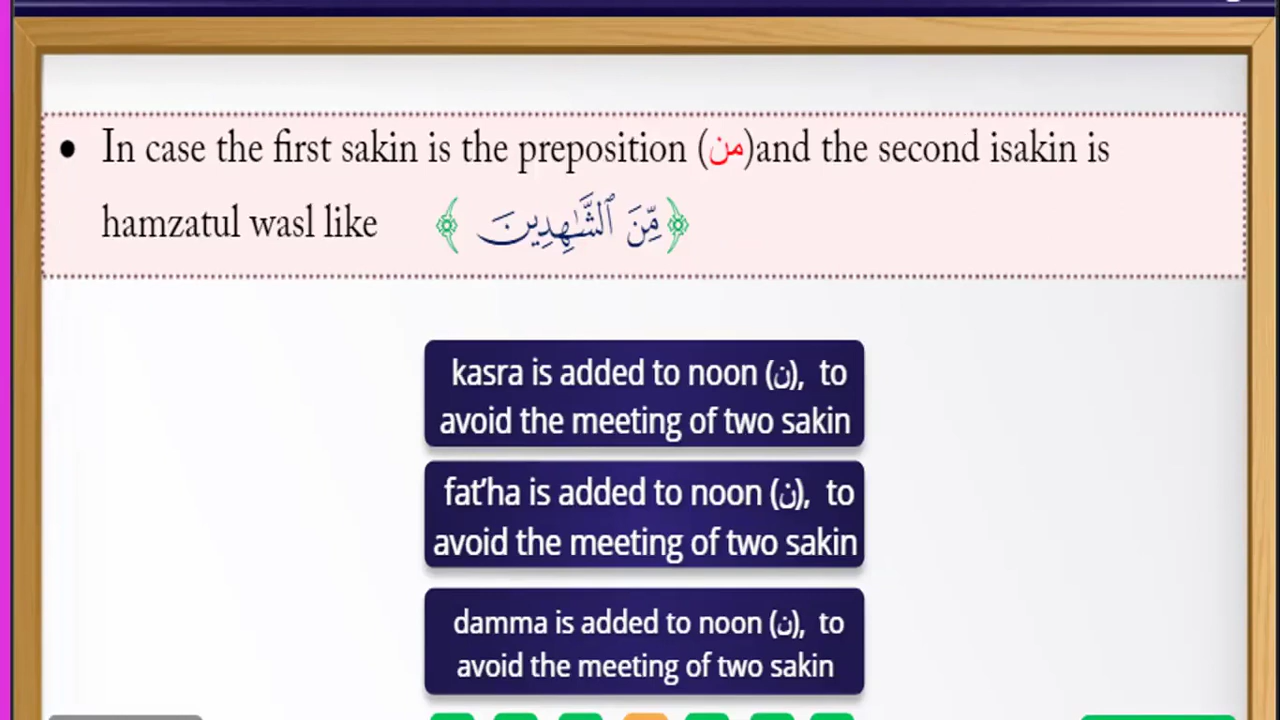 • In case the first sakin is the preposition (من)and the second isakin is
hamzatul wasl like ﴿مِّنَ ٱلشَّٰهِدِينَ﴾
kasra is added to noon (ن), to
avoid the meeting of two sakin
fat'ha is added to noon (ن), to
avoid the meeting of two sakin
damma is added to noon (ن), to
avoid the meeting of two sakin